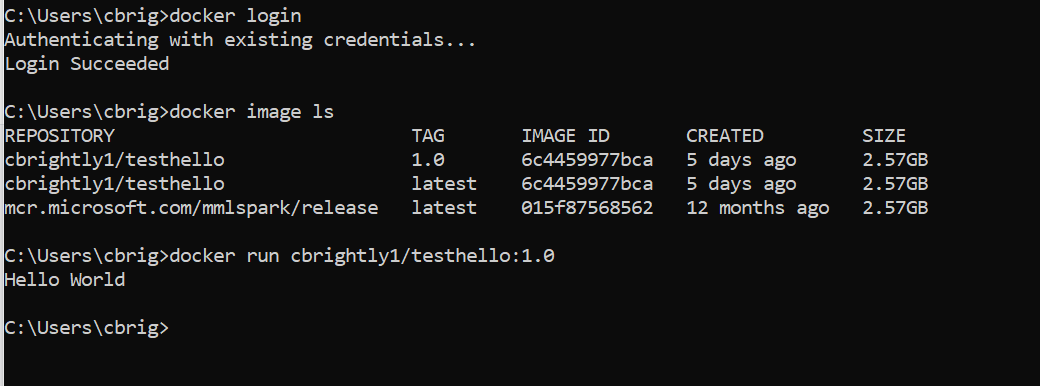 C:\Users\cbrig>docker login
Authenticating with existing credentials...
Login Succeeded
C:\Users\cbrig>docker image ls
REPOSITORY TAG IMAGE ID CREATED SIZE
cbrightly1/testhello 1.0 6c4459977bca 5 days ago 2.57GB
cbrightly1/testhello latest 6c4459977bca 5 days ago 2.57GB
mcr.microsoft.com/mmlspark/release latest 015f87568562 12 months ago 2.57GB
C:\Users\cbrig>docker run cbrightly1/testhello:1.0
Hello World
C:\Users\cbrig>